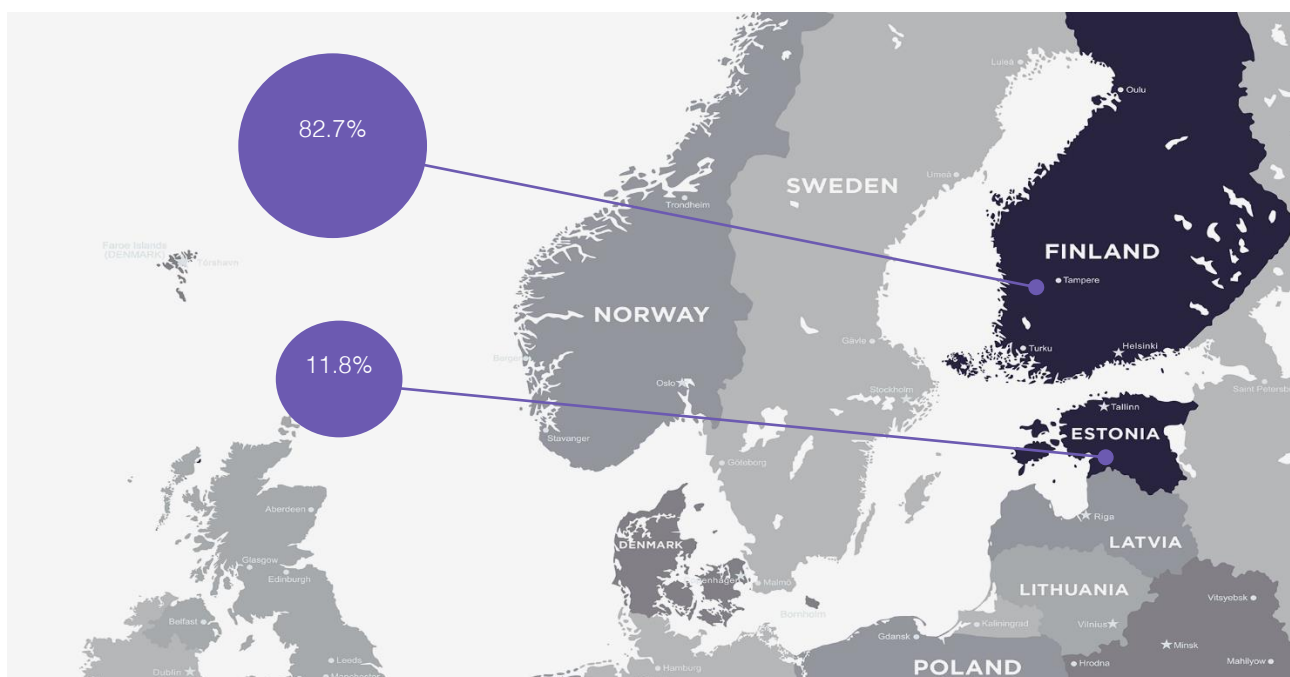 82.7%
11.8%
Luleå
Oulu
Umeå
SWEDEN
Trondheim
FINLAND
Faroe Islands
(DENMARK)
Tórshavn
Tampere
NORWAY
Gävle
Turku
Helsinki
Bergen
Oslo
Stockholm
Saint Petersb
Tallinn
ESTONIA
Stavanger
Göteborg
Aberdeen
Riga
DENMARK
LATVIA
Glasgow
Edinburgh
Malmö
LITHUANIA
Vitsyebsk
Bornholm
Belfast
Kaliningrad
Vilnius
Gdansk
Minsk
Leeds
Hamburg
POLAND
Hrodna
Mahilyow
Dublin